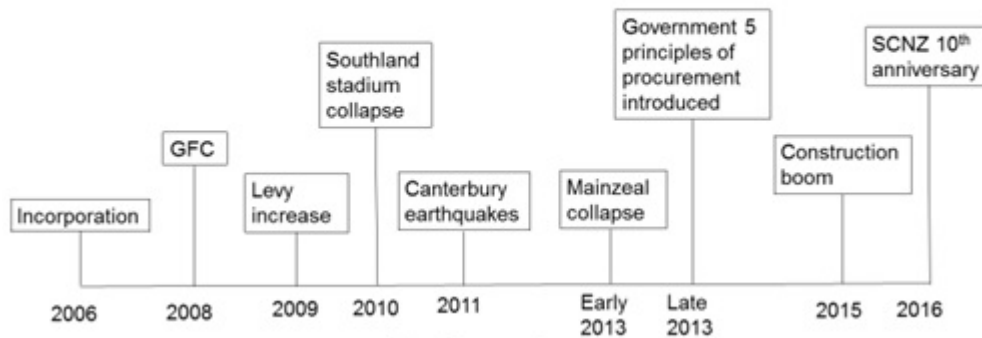 Incorporation
GFC
Levy
increase
Southland
stadium
collapse
Canterbury
earthquakes
Mainzeal
collapse
Government 5
principles of
procurement
introduced
Construction
boom
SCNZ 10th
anniversary
2006
2008
2009
2010
2011
Early
2013
Late
2013
2015
2016